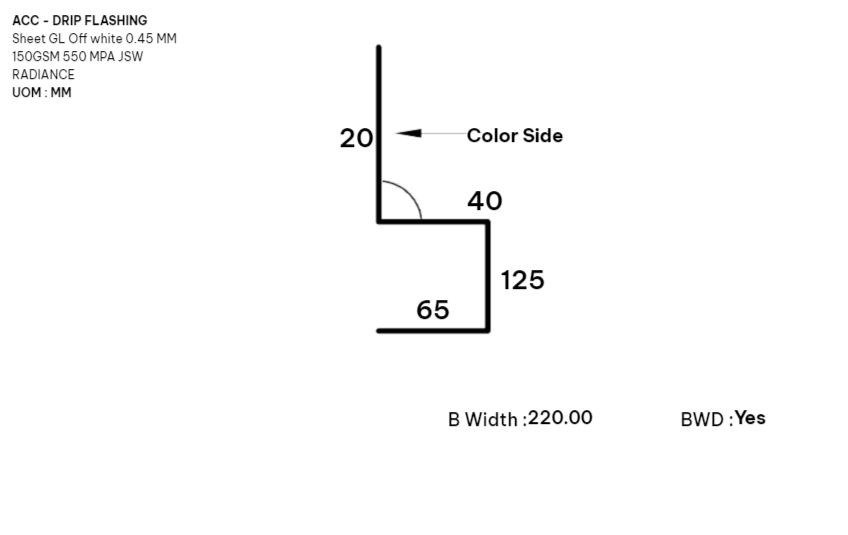 ACC - DRIP FLASHING
Sheet GL Off white 0.45 MM
150GSM 550 MPA JSW
RADIANCE
UOM : MM
20
Color Side
40
125
65
B Width :220.00
BWD :Yes